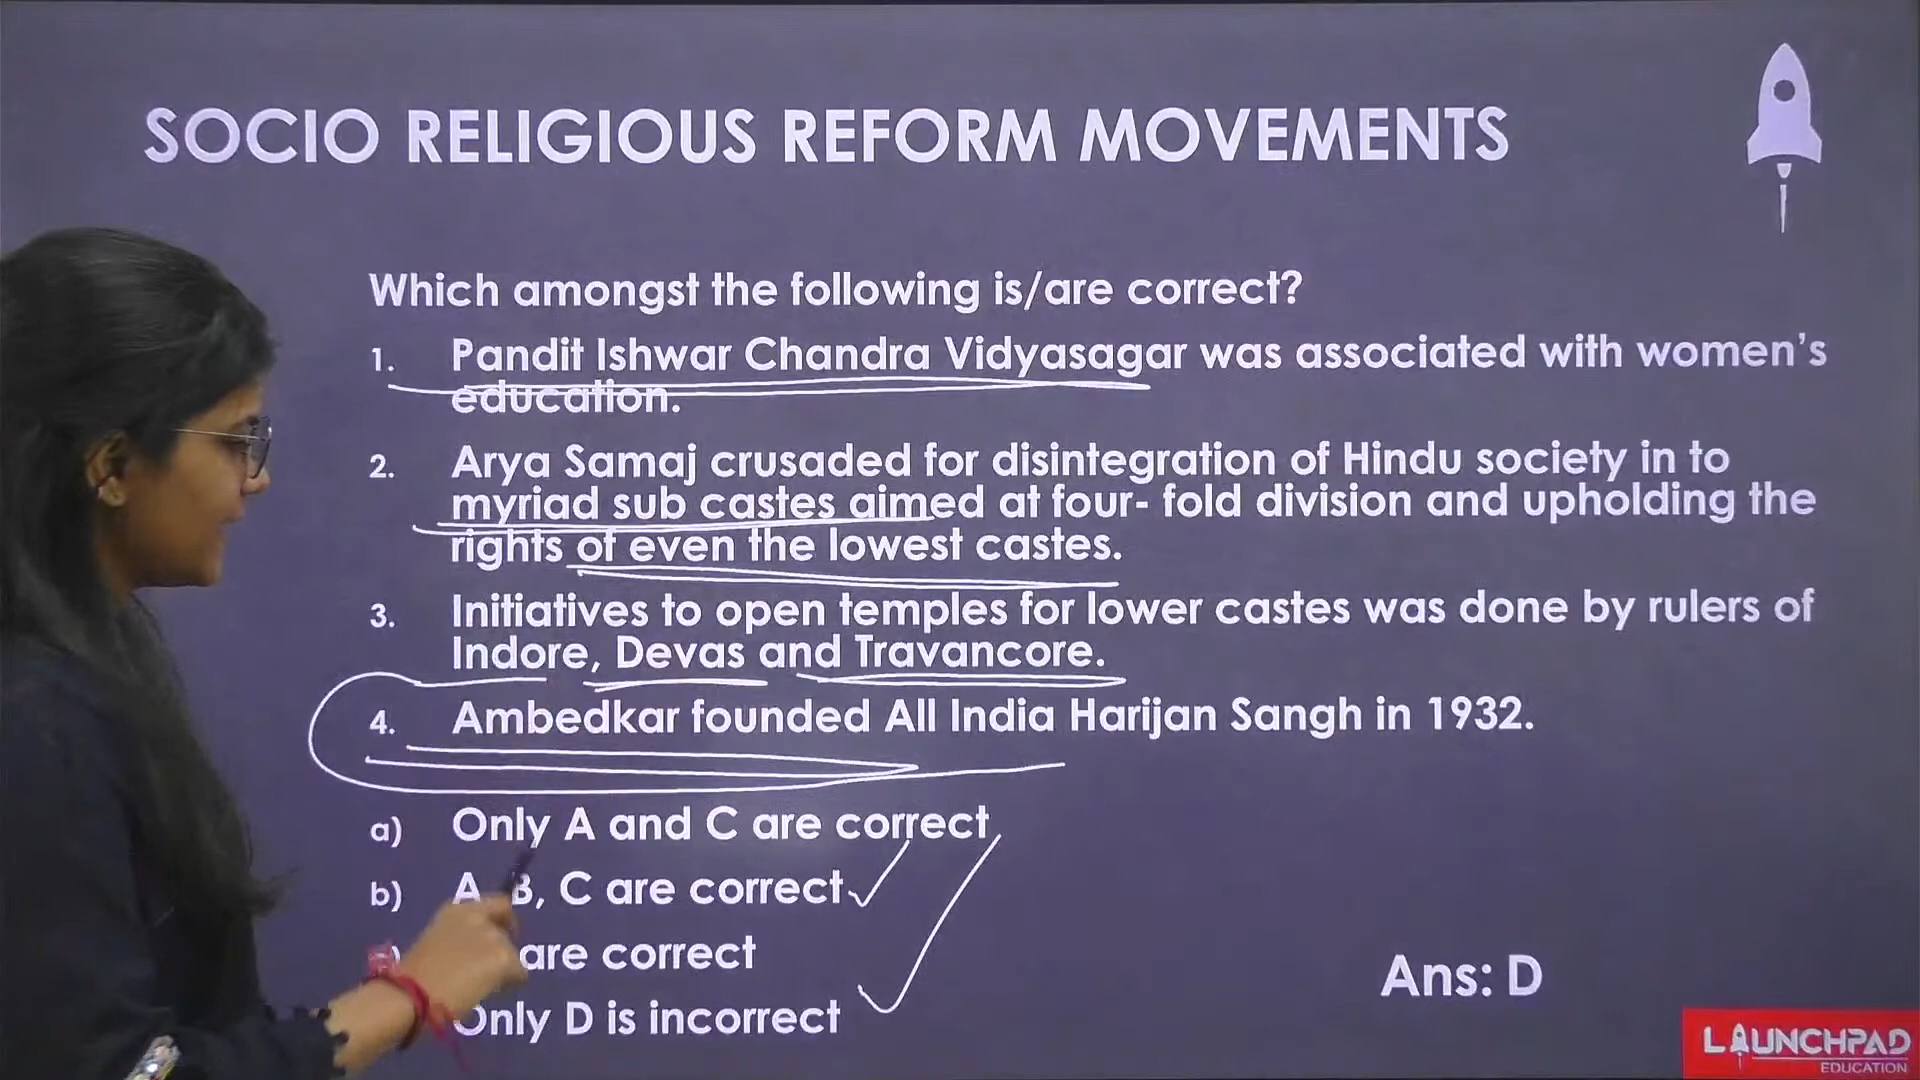 SOCIO RELIGIOUS REFORM MOVEMENTS
Which amongst the following is/are correct?
1. Pandit Ishwar Chandra Vidyasagar was associated with women's
education.
2. Arya Samaj crusaded for disintegration of Hindu society in to
myriad sub castes aimed at four- fold division and upholding the
rights of even the lowest castes.
3. Initiatives to open temples for lower castes was done by rulers of
Indore, Devas and Travancore.
4. Ambedkar founded All India Harijan Sangh in 1932.
a) Only A and C are correct
b) A B, C are correct
are correct
Only D is incorrect
Ans: D
LAUNCHPAD
EDUCATION